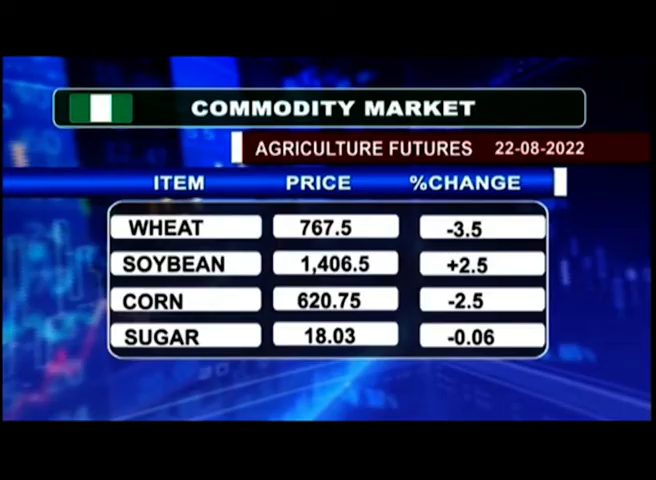 COMMODITY MARKET
AGRICULTURE FUTURES 22-08-2022
ITEM PRICE %CHANGE
WHEAT 767.5 -3.5
SOYBEAN 1,406.5 +2.5
CORN 620.75 -2.5
SUGAR 18.03 -0.06